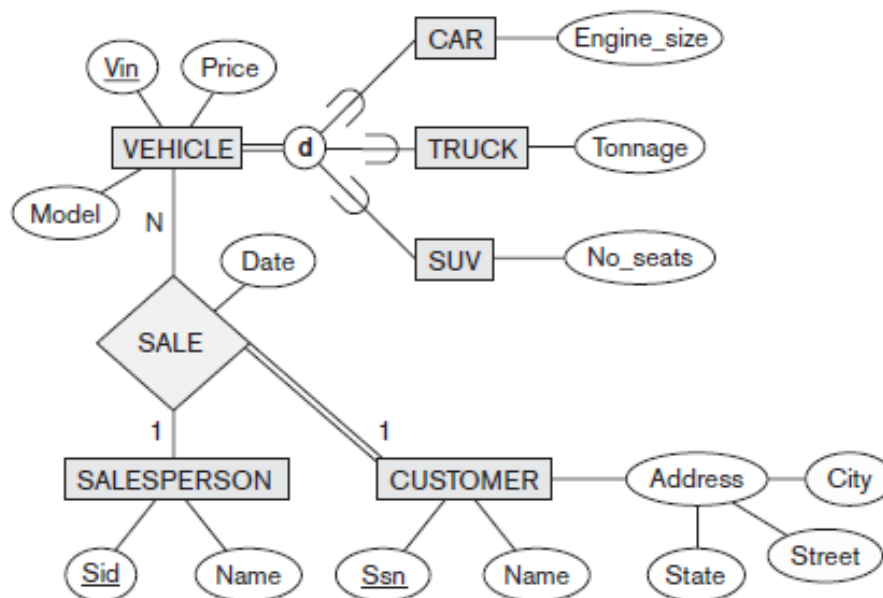 CAR
Engine_size
Vin
Price
VEHICLE
d
TRUCK
Tonnage
Model
N
Date
SUV
No_seats
SALE
1
1
SALESPERSON
CUSTOMER
Address
City
Sid
Name
Ssn
Name
State
Street